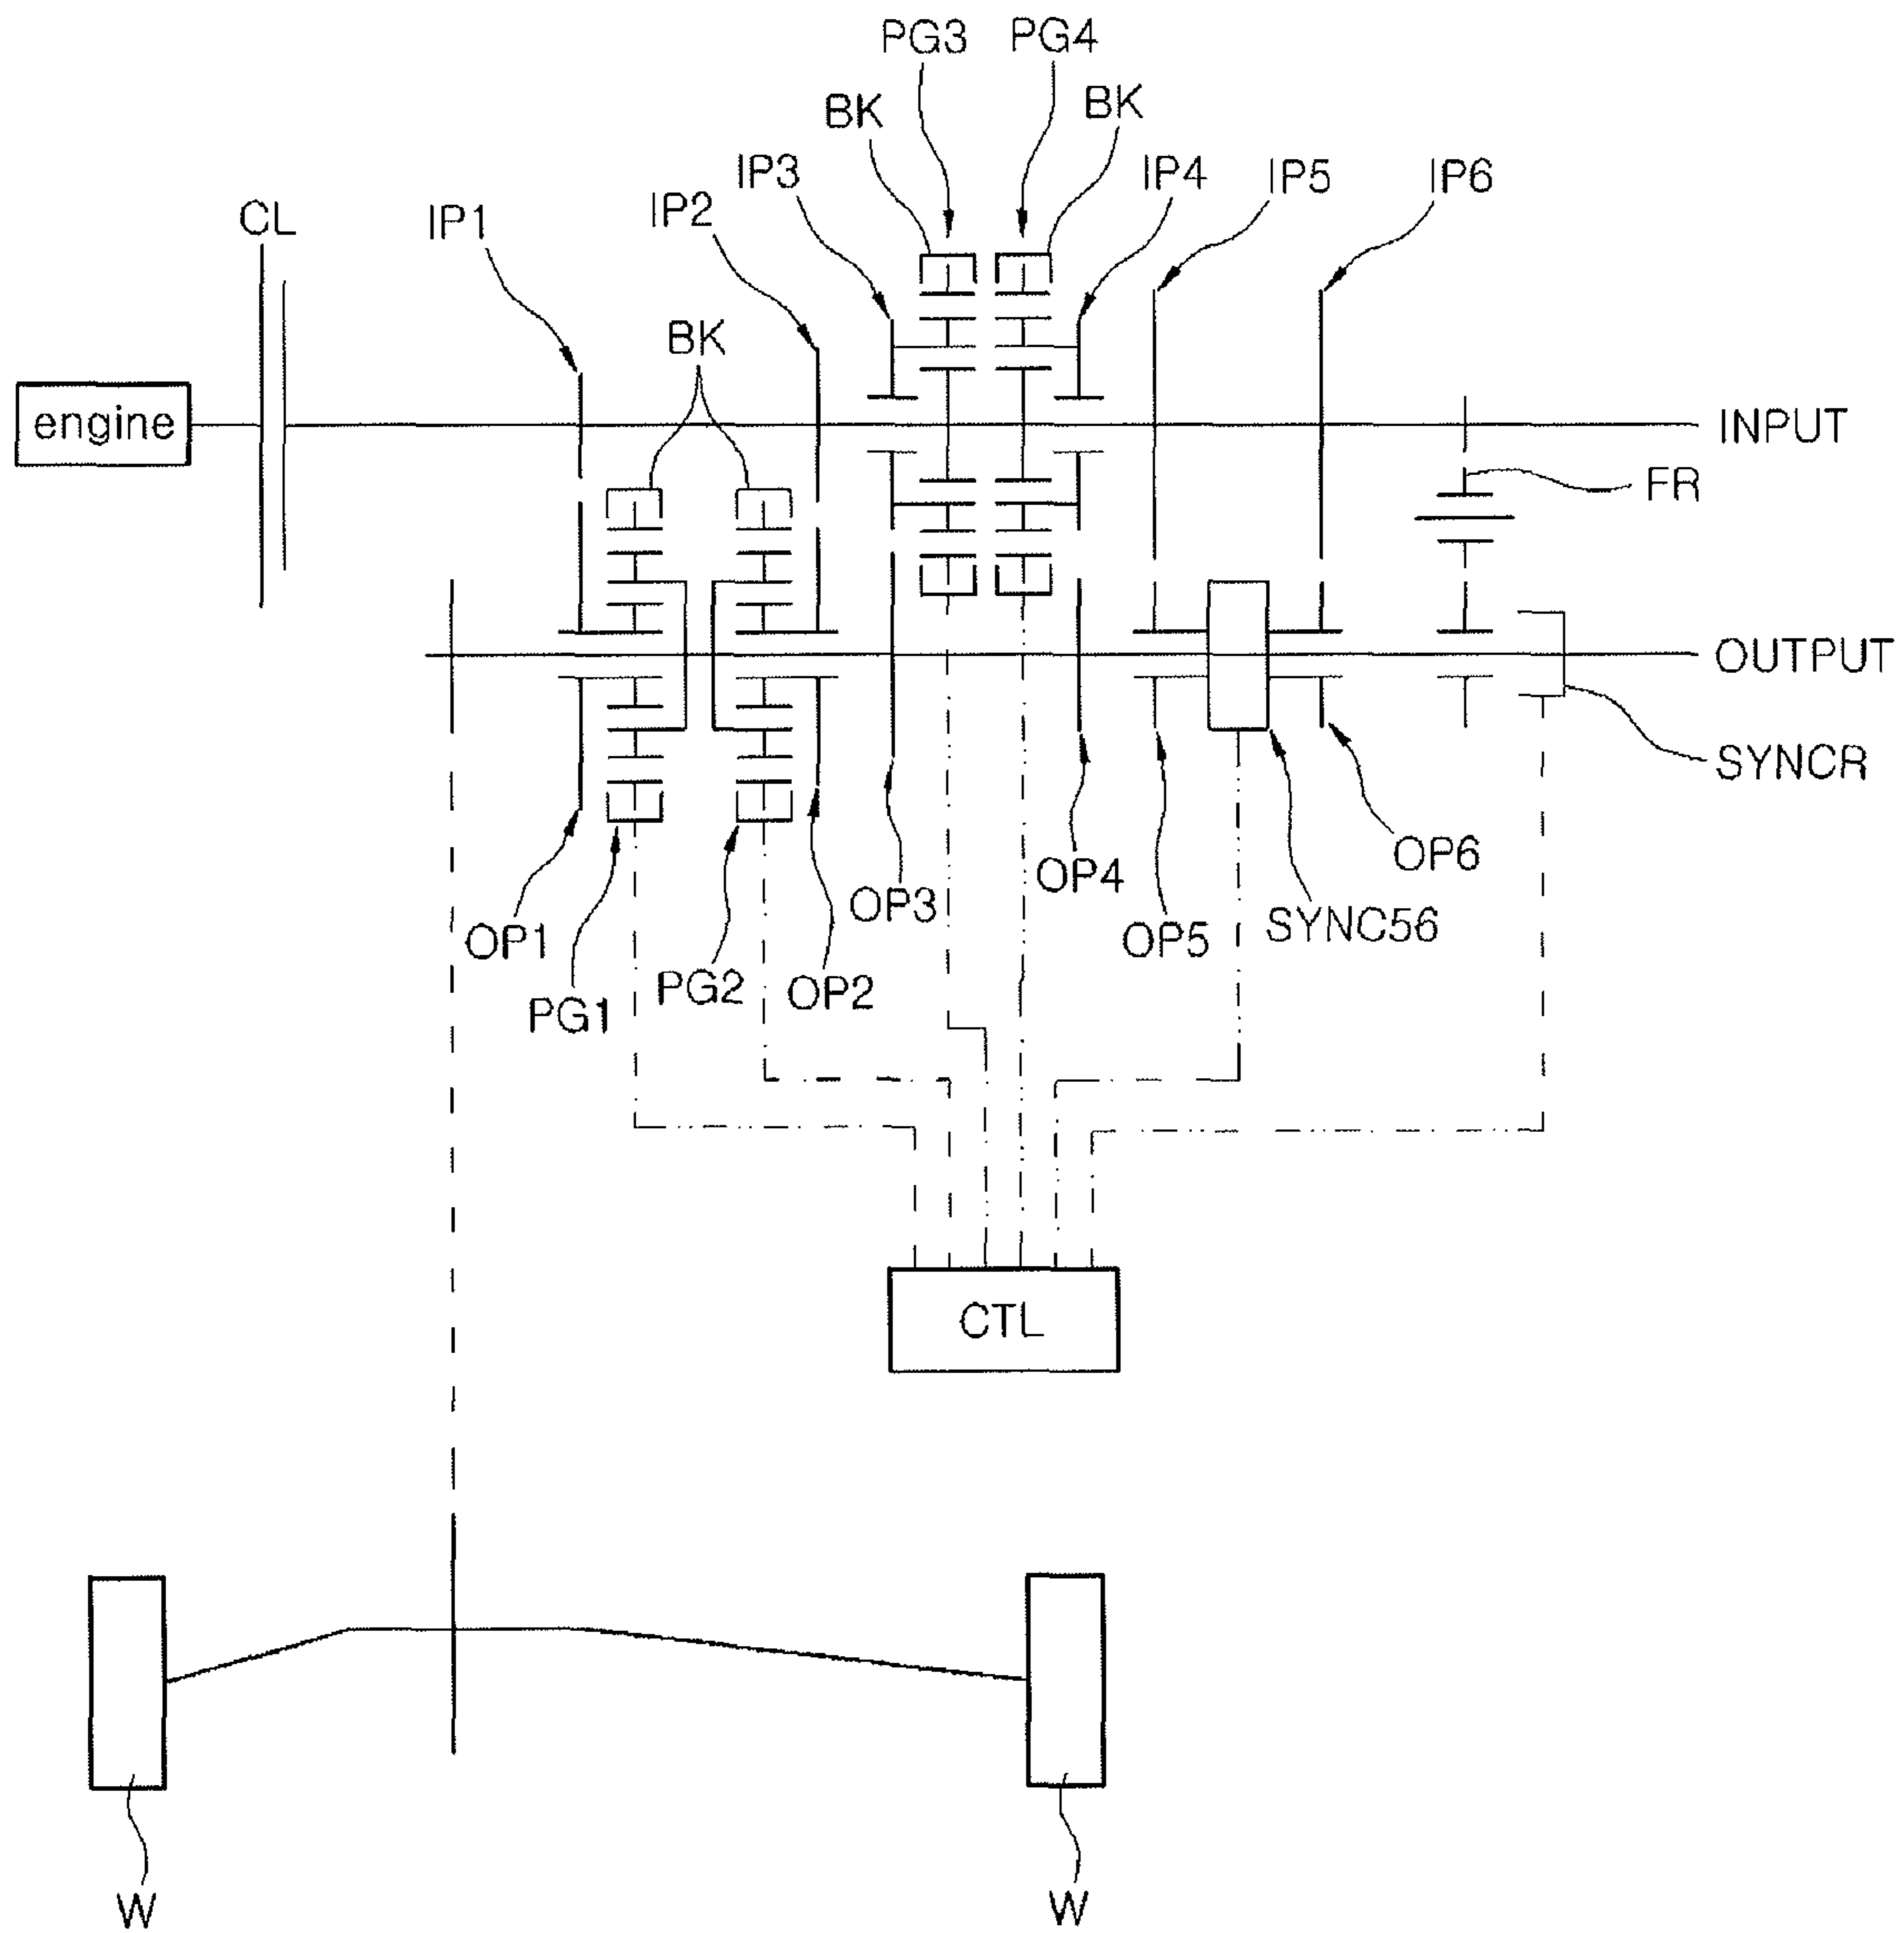 PG3 PG4
BK BK
IP3 IP4 IP5 IP6
CL IP1 IP2
BK
engine INPUT
FR
OUTPUT
SYNCR
OP6
OP3 OP4
OP1 OP5 SYNC56
PG2 OP2
PG1
CTL
W W